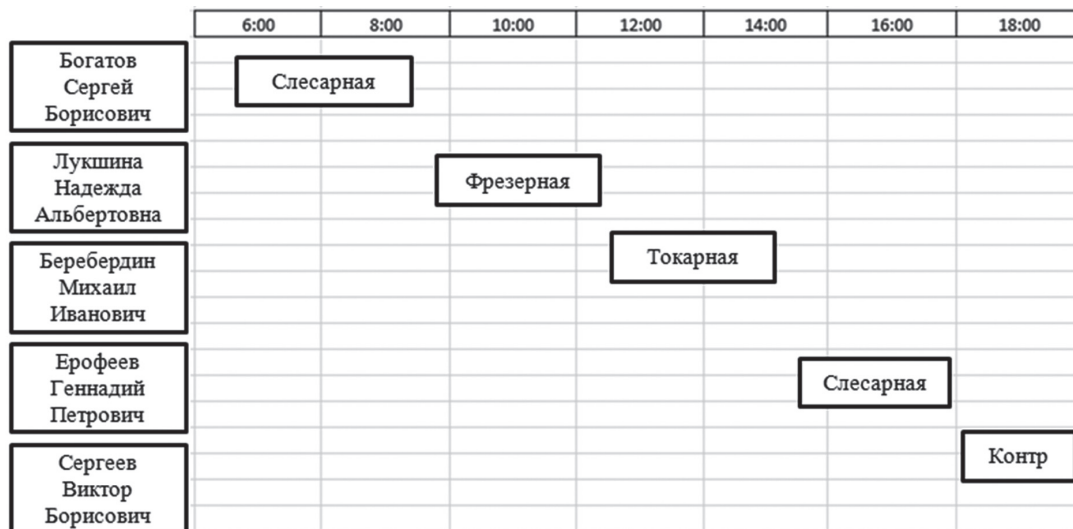 6:00 8:00 10:00 12:00 14:00 16:00 18:00
Богатов
Сергей
Борисович
Слесарная
Лукшина
Надежда
Альбертовна
Фрезерная
Беребердин
Михаил
Иванович
Токарная
Ерофеев
Геннадий
Петрович
Слесарная
Сергеев
Виктор
Борисович
Контр